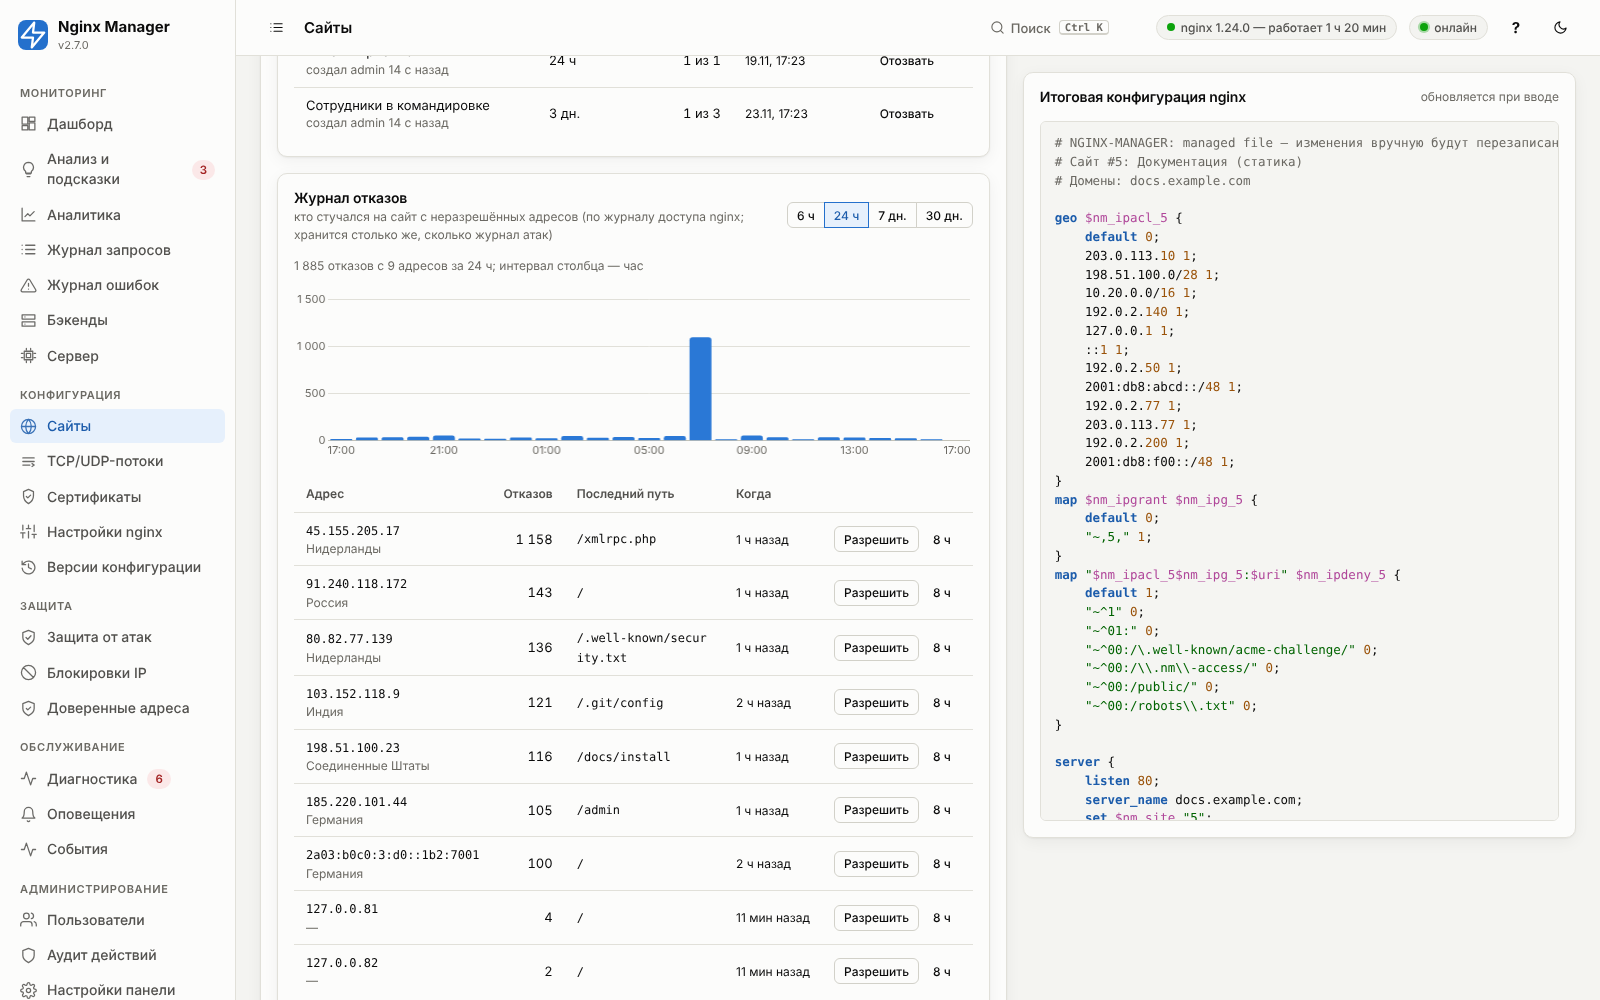 Nginx Manager
v2.7.0
МОНИТОРИНГ
Дашборд
Анализ и
подсказки
3
Аналитика
Журнал запросов
Журнал ошибок
Бэкенды
Сервер
КОНФИГУРАЦИЯ
Сайты
TCP/UDP-потоки
Сертификаты
Настройки nginx
Версии конфигурации
ЗАЩИТА
Защита от атак
Блокировки IP
Доверенные адреса
ОБСЛУЖИВАНИЕ
Диагностика 6
Оповещения
События
АДМИНИСТРИРОВАНИЕ
Пользователи
Аудит действий
Настройки панели
Сайты
Поиск Ctrl K
nginx 1.24.0 — работает 1 ч 20 мин
онлайн
?
24 ч 1 из 1 19.11, 17:23 Отозвать
создал admin 14 с назад
Сотрудники в командировке 3 дн. 1 из 3 23.11, 17:23 Отозвать
создал admin 14 с назад
Журнал отказов
кто стучался на сайт с неразрешённых адресов (по журналу доступа nginx;
хранится столько же, сколько журнал атак)
6 ч 24 ч 7 дн. 30 дн.
1 885 отказов с 9 адресов за 24 ч; интервал столбца — час
1 500
1 000
500
0
17:00 21:00 01:00 05:00 09:00 13:00 17:00
Адрес Отказов Последний путь Когда
45.155.205.17 1 158 /xmlrpc.php 1 ч назад Разрешить 8 ч
Нидерланды
91.240.118.172 143 / 1 ч назад Разрешить 8 ч
Россия
80.82.77.139 136 /.well-known/secur 1 ч назад Разрешить 8 ч
Нидерланды ity.txt
103.152.118.9 121 /.git/config 2 ч назад Разрешить 8 ч
Индия
198.51.100.23 116 /docs/install 1 ч назад Разрешить 8 ч
Соединенные Штаты
185.220.101.44 105 /admin 1 ч назад Разрешить 8 ч
Германия
2a03:b0c0:3:d0::1b2:7001 100 / 2 ч назад Разрешить 8 ч
Германия
127.0.0.81 4 / 11 мин назад Разрешить 8 ч
—
127.0.0.82 2 / 11 мин назад Разрешить 8 ч
—
Итоговая конфигурация nginx обновляется при вводе
# NGINX-MANAGER: managed file — изменения вручную будут перезаписан
# Сайт #5: Документация (статика)
# Домены: docs.example.com
geo $nm_ipacl_5 {
default 0;
203.0.113.10 1;
198.51.100.0/28 1;
10.20.0.0/16 1;
192.0.2.140 1;
127.0.0.1 1;
::1 1;
192.0.2.50 1;
2001:db8:abcd::/48 1;
192.0.2.77 1;
203.0.113.77 1;
192.0.2.200 1;
2001:db8:f00::/48 1;
}
map $nm_ipgrant $nm_ipg_5 {
default 0;
"~,5," 1;
}
map "$nm_ipacl_5$nm_ipg_5:$uri" $nm_ipdeny_5 {
default 1;
"~^1" 0;
"~^01:" 0;
"~^00:/\.well-known/acme-challenge/" 0;
"~^00:/\\.nm\\-access/" 0;
"~^00:/public/" 0;
"~^00:/robots\\.txt" 0;
}
server {
listen 80;
server_name docs.example.com;
set $nm_site "5";